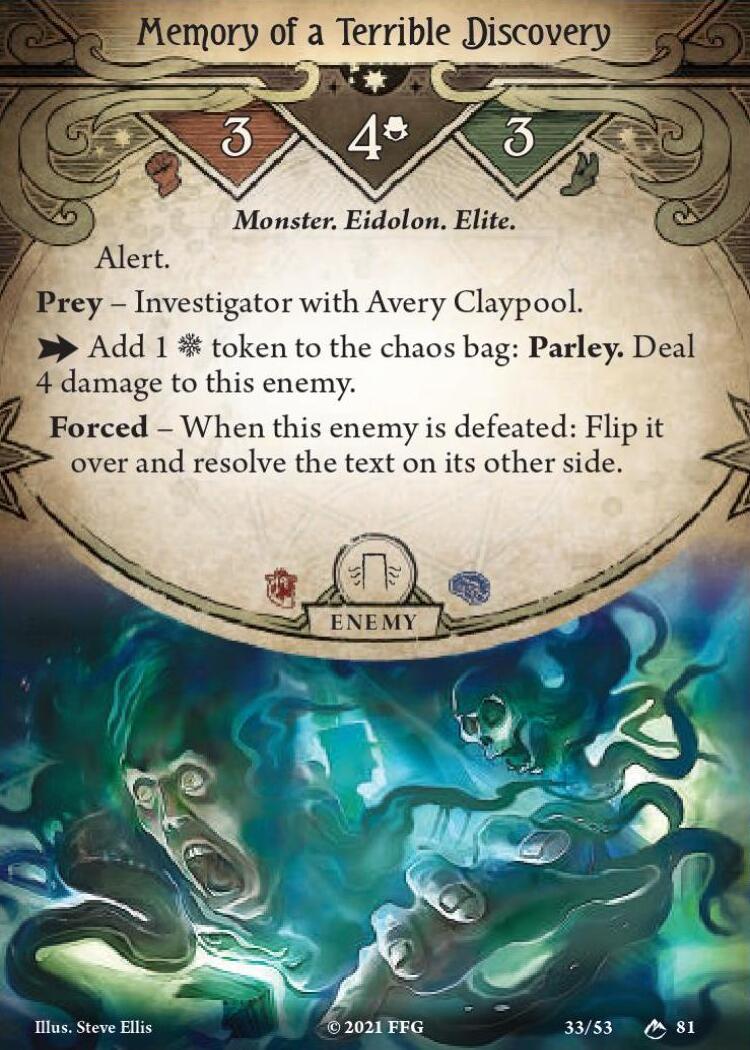 Memory of a Terrible Discovery
3 4 3
Monster. Eidolon. Elite.
Alert.
Prey – Investigator with Avery Claypool.
Add 1 token to the chaos bag: Parley. Deal
4 damage to this enemy.
Forced – When this enemy is defeated: Flip it
over and resolve the text on its other side.
ENEMY
Illus. Steve Ellis © 2021 FFG 33/53 81